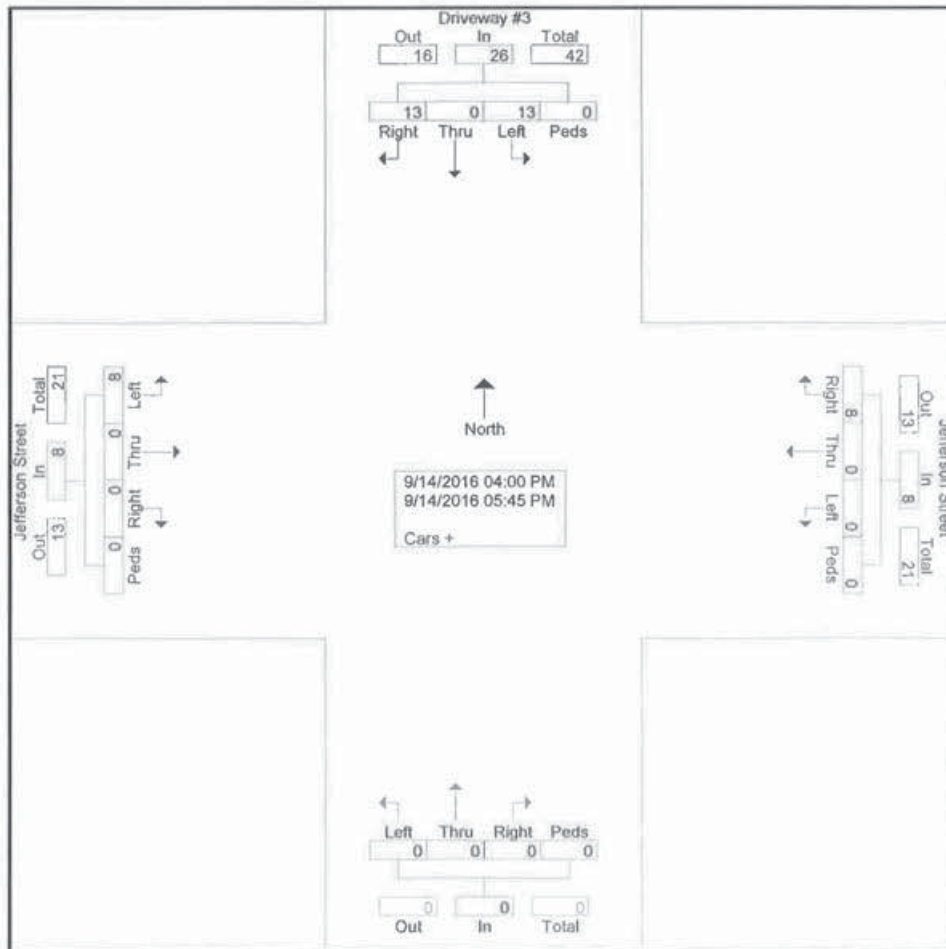 Driveway #3
Out In Total
16 26 42
13 0 13 0
Right Thru Left Peds
Jefferson Street
Total In Out
21 8 13
8 0 0 0
Left Thru Right Peds
North
9/14/2016 04:00 PM
9/14/2016 05:45 PM
Cars +
Right Thru Left Peds
8 0 0 0
Out In Total
13 8 21
Jefferson Street
Left Thru Right Peds
0 0 0 0
0 0 0
Out In Total